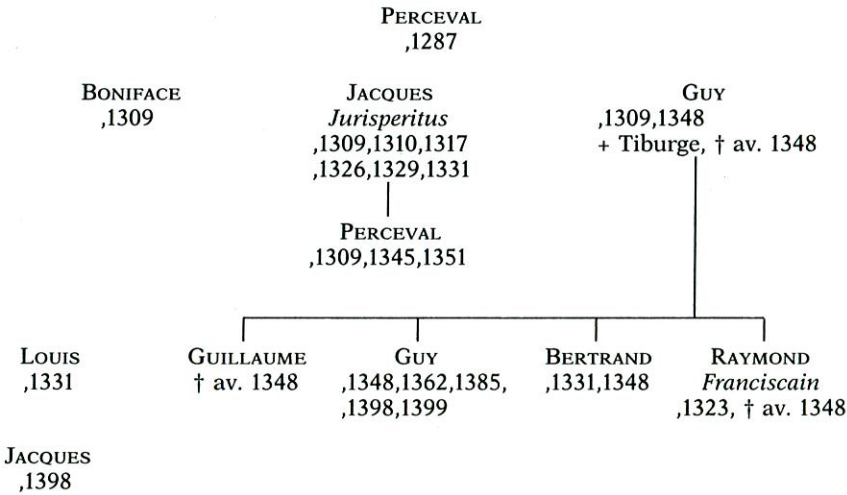 PERCEVAL
,1287
BONIFACE
,1309
JACQUES
Jurisperitus
,1309,1310,1317
,1326,1329,1331
GUY
,1309,1348
+ Tiburge, † av. 1348
PERCEVAL
,1309,1345,1351
LOUIS
,1331
GUILLAUME
† av. 1348
GUY
,1348,1362,1385,
,1398,1399
BERTRAND
,1331,1348
RAYMOND
Franciscain
,1323, † av. 1348
JACQUES
,1398